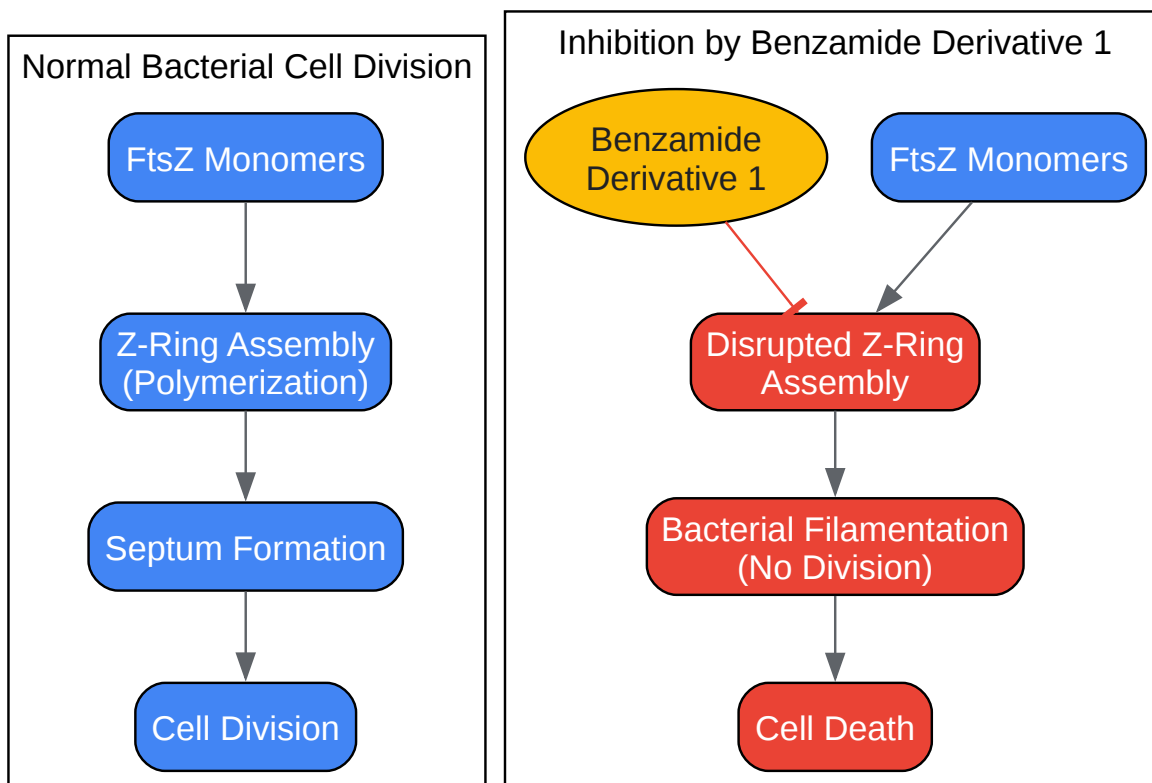 Normal Bacterial Cell Division
FtsZ Monomers
Z-Ring Assembly
(Polymerization)
Septum Formation
Cell Division
Inhibition by Benzamide Derivative 1
Benzamide
Derivative 1
FtsZ Monomers
Disrupted Z-Ring
Assembly
Bacterial Filamentation
(No Division)
Cell Death